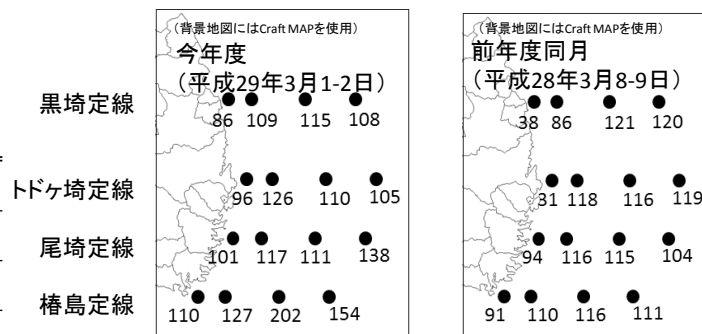 （背景地図にはCraft MAPを使用）
今年度
（平成29年3月1-2日）
（背景地図にはCraft MAPを使用）
前年度同月
（平成28年3月8-9日）
黒埼定線
86 109 115 108
38 86 121 120
トドヶ埼定線
96 126 110 105
31 118 116 119
尾埼定線
101 117 111 138
94 116 115 104
椿島定線
110 127 202 154
91 110 116 111